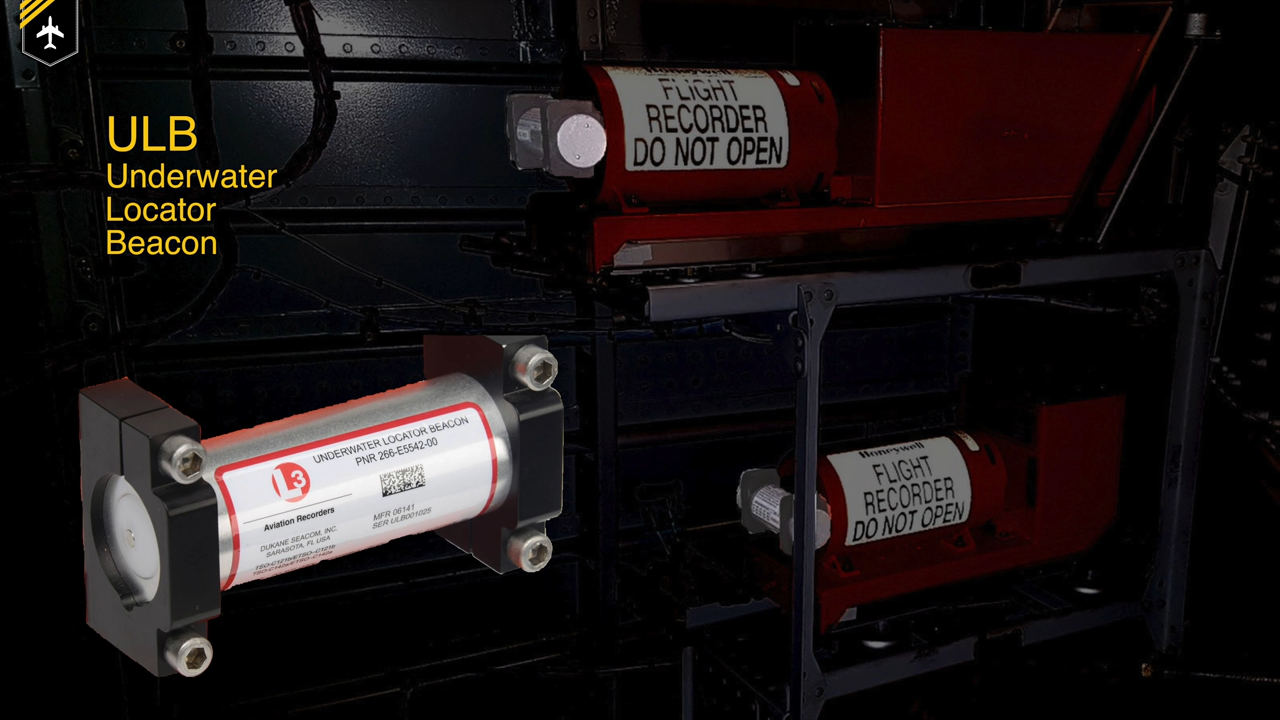 ULB
Underwater
Locator
Beacon
Honeywell
FLIGHT
RECORDER
DO NOT OPEN
UNDERWATER LOCATOR BEACON
PNR 266-E5542-00
L3
Aviation Recorders
MFR 06141
SER ULB001025
DUKANE SEACOM, INC.
SARASOTA, FL USA
Honeywell
FLIGHT
RECORDER
DO NOT OPEN